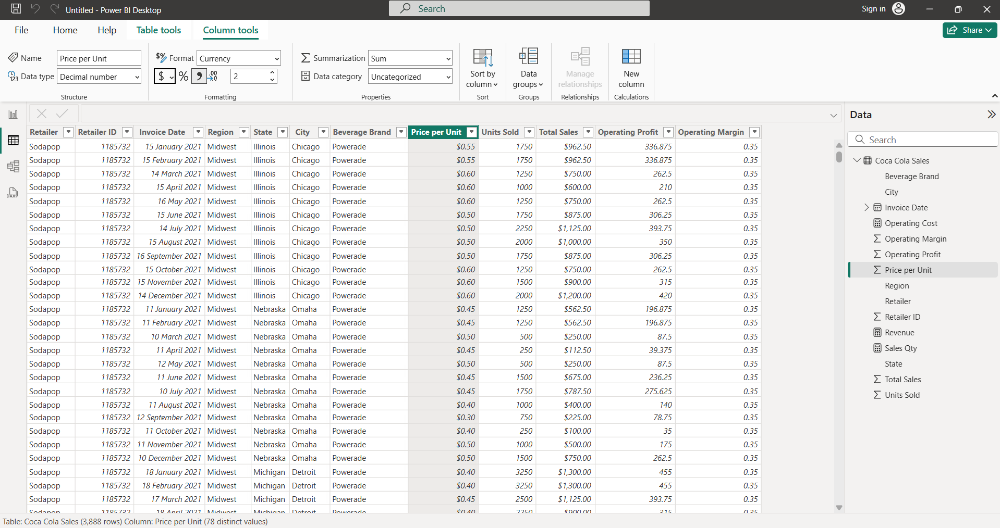 Untitled - Power BI Desktop
Search
Sign in
File Home Help Table tools Column tools
Share
Name Price per Unit
Data type Decimal number
Structure
$% Format Currency
$ % , .00 2
Formatting
Summarization Sum
Data category Uncategorized
Properties
Sort by column
Sort
Data groups
Groups
Manage relationships
Relationships
New column
Calculations
Retailer Retailer ID Invoice Date Region State City Beverage Brand Price per Unit Units Sold Total Sales Operating Profit Operating Margin
Sodapop 1185732 15 January 2021 Midwest Illinois Chicago Powerade $0.55 1750 $962.50 336.875 0.35
Sodapop 1185732 15 February 2021 Midwest Illinois Chicago Powerade $0.55 1750 $962.50 336.875 0.35
Sodapop 1185732 14 March 2021 Midwest Illinois Chicago Powerade $0.60 1250 $750.00 262.5 0.35
Sodapop 1185732 15 April 2021 Midwest Illinois Chicago Powerade $0.60 1000 $600.00 210 0.35
Sodapop 1185732 16 May 2021 Midwest Illinois Chicago Powerade $0.60 1250 $750.00 262.5 0.35
Sodapop 1185732 15 June 2021 Midwest Illinois Chicago Powerade $0.50 1750 $875.00 306.25 0.35
Sodapop 1185732 14 July 2021 Midwest Illinois Chicago Powerade $0.50 2250 $1,125.00 393.75 0.35
Sodapop 1185732 15 August 2021 Midwest Illinois Chicago Powerade $0.50 2000 $1,000.00 350 0.35
Sodapop 1185732 16 September 2021 Midwest Illinois Chicago Powerade $0.50 1750 $875.00 306.25 0.35
Sodapop 1185732 15 October 2021 Midwest Illinois Chicago Powerade $0.60 1250 $750.00 262.5 0.35
Sodapop 1185732 15 November 2021 Midwest Illinois Chicago Powerade $0.60 1500 $900.00 315 0.35
Sodapop 1185732 14 December 2021 Midwest Illinois Chicago Powerade $0.60 2000 $1,200.00 420 0.35
Sodapop 1185732 11 January 2021 Midwest Nebraska Omaha Powerade $0.45 1250 $562.50 196.875 0.35
Sodapop 1185732 11 February 2021 Midwest Nebraska Omaha Powerade $0.45 1250 $562.50 196.875 0.35
Sodapop 1185732 10 March 2021 Midwest Nebraska Omaha Powerade $0.50 500 $250.00 87.5 0.35
Sodapop 1185732 11 April 2021 Midwest Nebraska Omaha Powerade $0.45 250 $112.50 39.375 0.35
Sodapop 1185732 12 May 2021 Midwest Nebraska Omaha Powerade $0.50 500 $250.00 87.5 0.35
Sodapop 1185732 11 June 2021 Midwest Nebraska Omaha Powerade $0.45 1500 $675.00 236.25 0.35
Sodapop 1185732 10 July 2021 Midwest Nebraska Omaha Powerade $0.45 1750 $787.50 275.625 0.35
Sodapop 1185732 11 August 2021 Midwest Nebraska Omaha Powerade $0.40 1000 $400.00 140 0.35
Sodapop 1185732 12 September 2021 Midwest Nebraska Omaha Powerade $0.30 750 $225.00 78.75 0.35
Sodapop 1185732 11 October 2021 Midwest Nebraska Omaha Powerade $0.40 250 $100.00 35 0.35
Sodapop 1185732 11 November 2021 Midwest Nebraska Omaha Powerade $0.50 1000 $500.00 175 0.35
Sodapop 1185732 10 December 2021 Midwest Nebraska Omaha Powerade $0.50 1500 $750.00 262.5 0.35
Sodapop 1185732 18 January 2021 Midwest Michigan Detroit Powerade $0.40 3250 $1,300.00 455 0.35
Sodapop 1185732 18 February 2021 Midwest Michigan Detroit Powerade $0.40 3250 $1,300.00 455 0.35
Sodapop 1185732 17 March 2021 Midwest Michigan Detroit Powerade $0.45 2500 $1,125.00 393.75 0.35
Sodapop 1185732 18 April 2021 Midwest Michigan Detroit Powerade $0.40 2250 $900.00 315 0.35
Data
Search
Coca Cola Sales
Beverage Brand
City
Invoice Date
Operating Cost
Operating Margin
Operating Profit
Price per Unit
Region
Retailer
Retailer ID
Revenue
Sales Qty
State
Total Sales
Units Sold
DAX
Table: Coca Cola Sales (3,888 rows) Column: Price per Unit (78 distinct values)